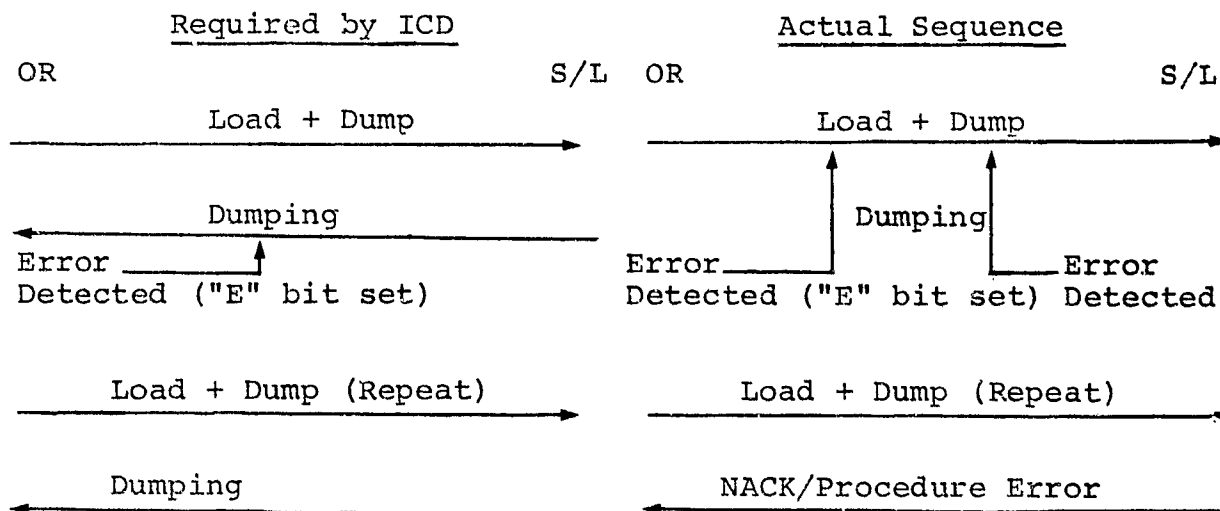 Required by ICD
OR S/L
Load + Dump
Dumping
Error
Detected ("E" bit set)
Load + Dump (Repeat)
Dumping
Actual Sequence
OR S/L
Load + Dump
Dumping
Error Error
Detected ("E" bit set) Detected
Load + Dump (Repeat)
NACK/Procedure Error